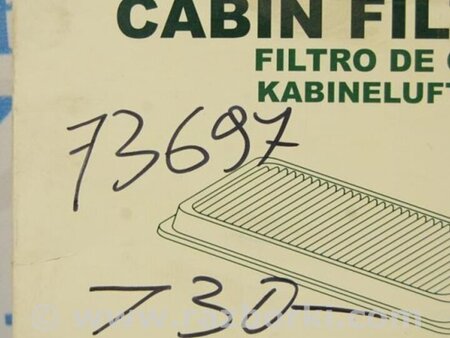 CABIN FIL
FILTRO DE C
KABINELUFT
73697
-730-